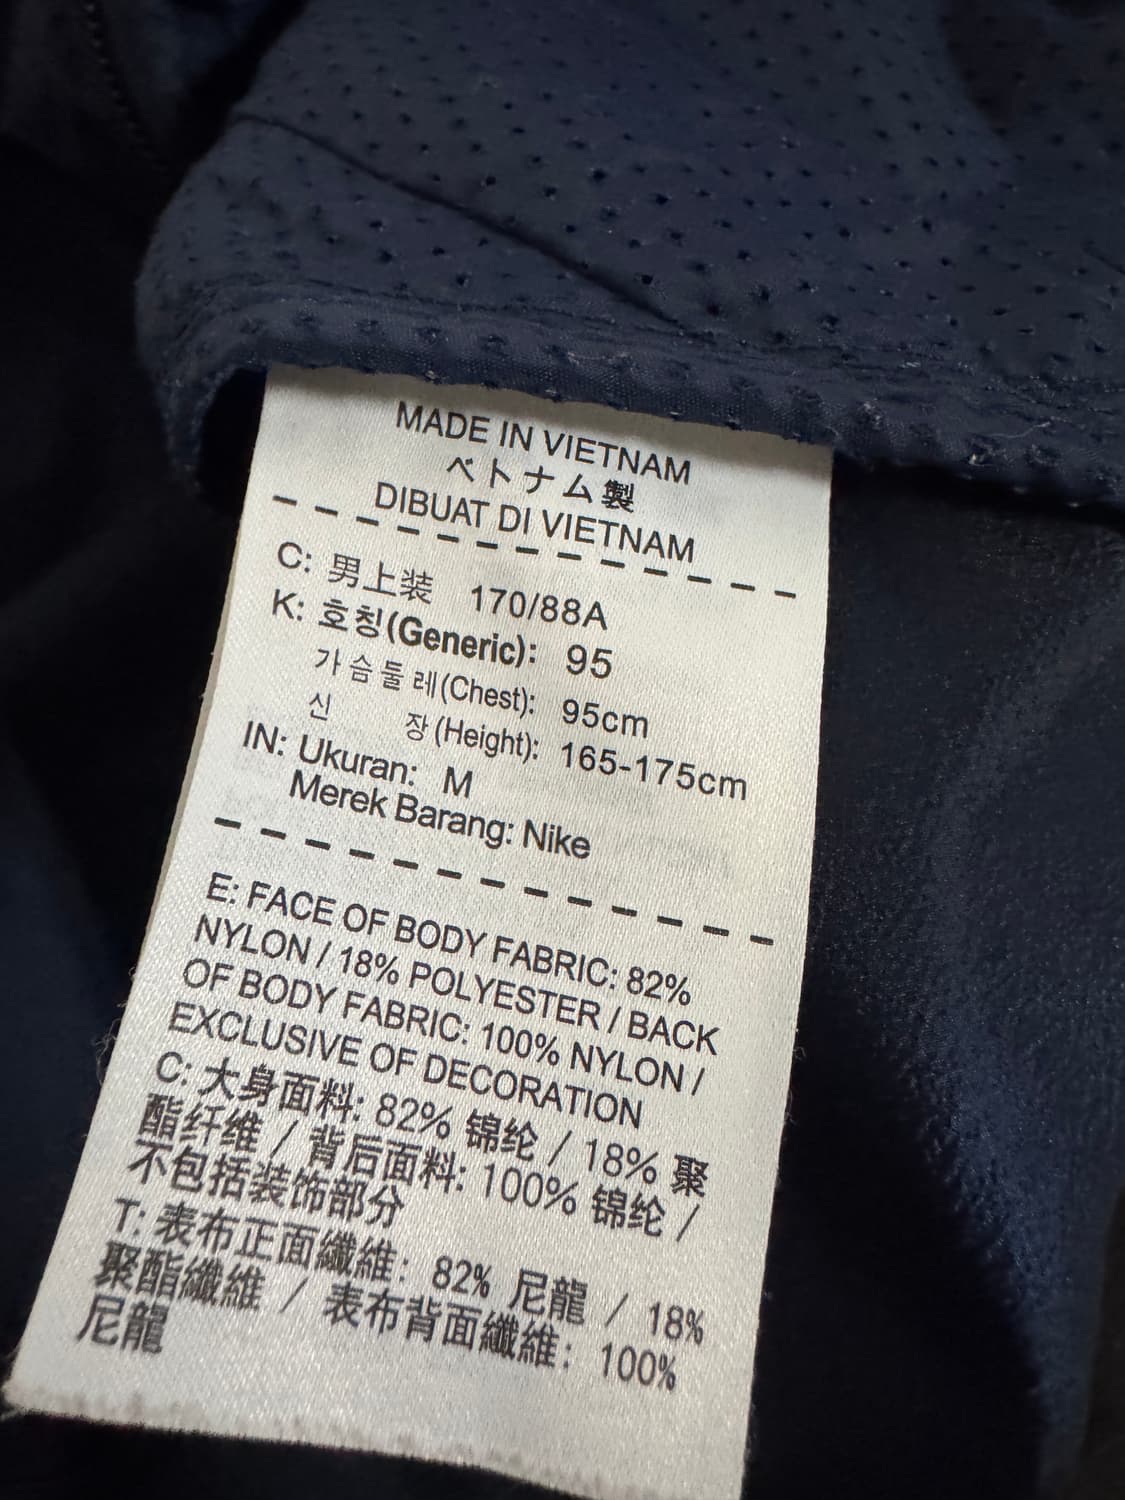 MADE IN VIETNAM
ベトナム製
DIBUAT DI VIETNAM
C: 男上装 170/88A
K: 호칭(Generic): 95
가슴둘레(Chest): 95cm
신 장(Height): 165-175cm
IN: Ukuran: M
Merek Barang: Nike
E: FACE OF BODY FABRIC: 82%
NYLON / 18% POLYESTER / BACK
OF BODY FABRIC: 100% NYLON /
EXCLUSIVE OF DECORATION
C: 大身面料: 82% 锦纶 / 18% 聚
酯纤维 / 背后面料: 100% 锦纶 /
不包括装饰部分
T: 表布正面纖維: 82% 尼龍 / 18%
聚酯纖維 / 表布背面纖維: 100%
尼龍